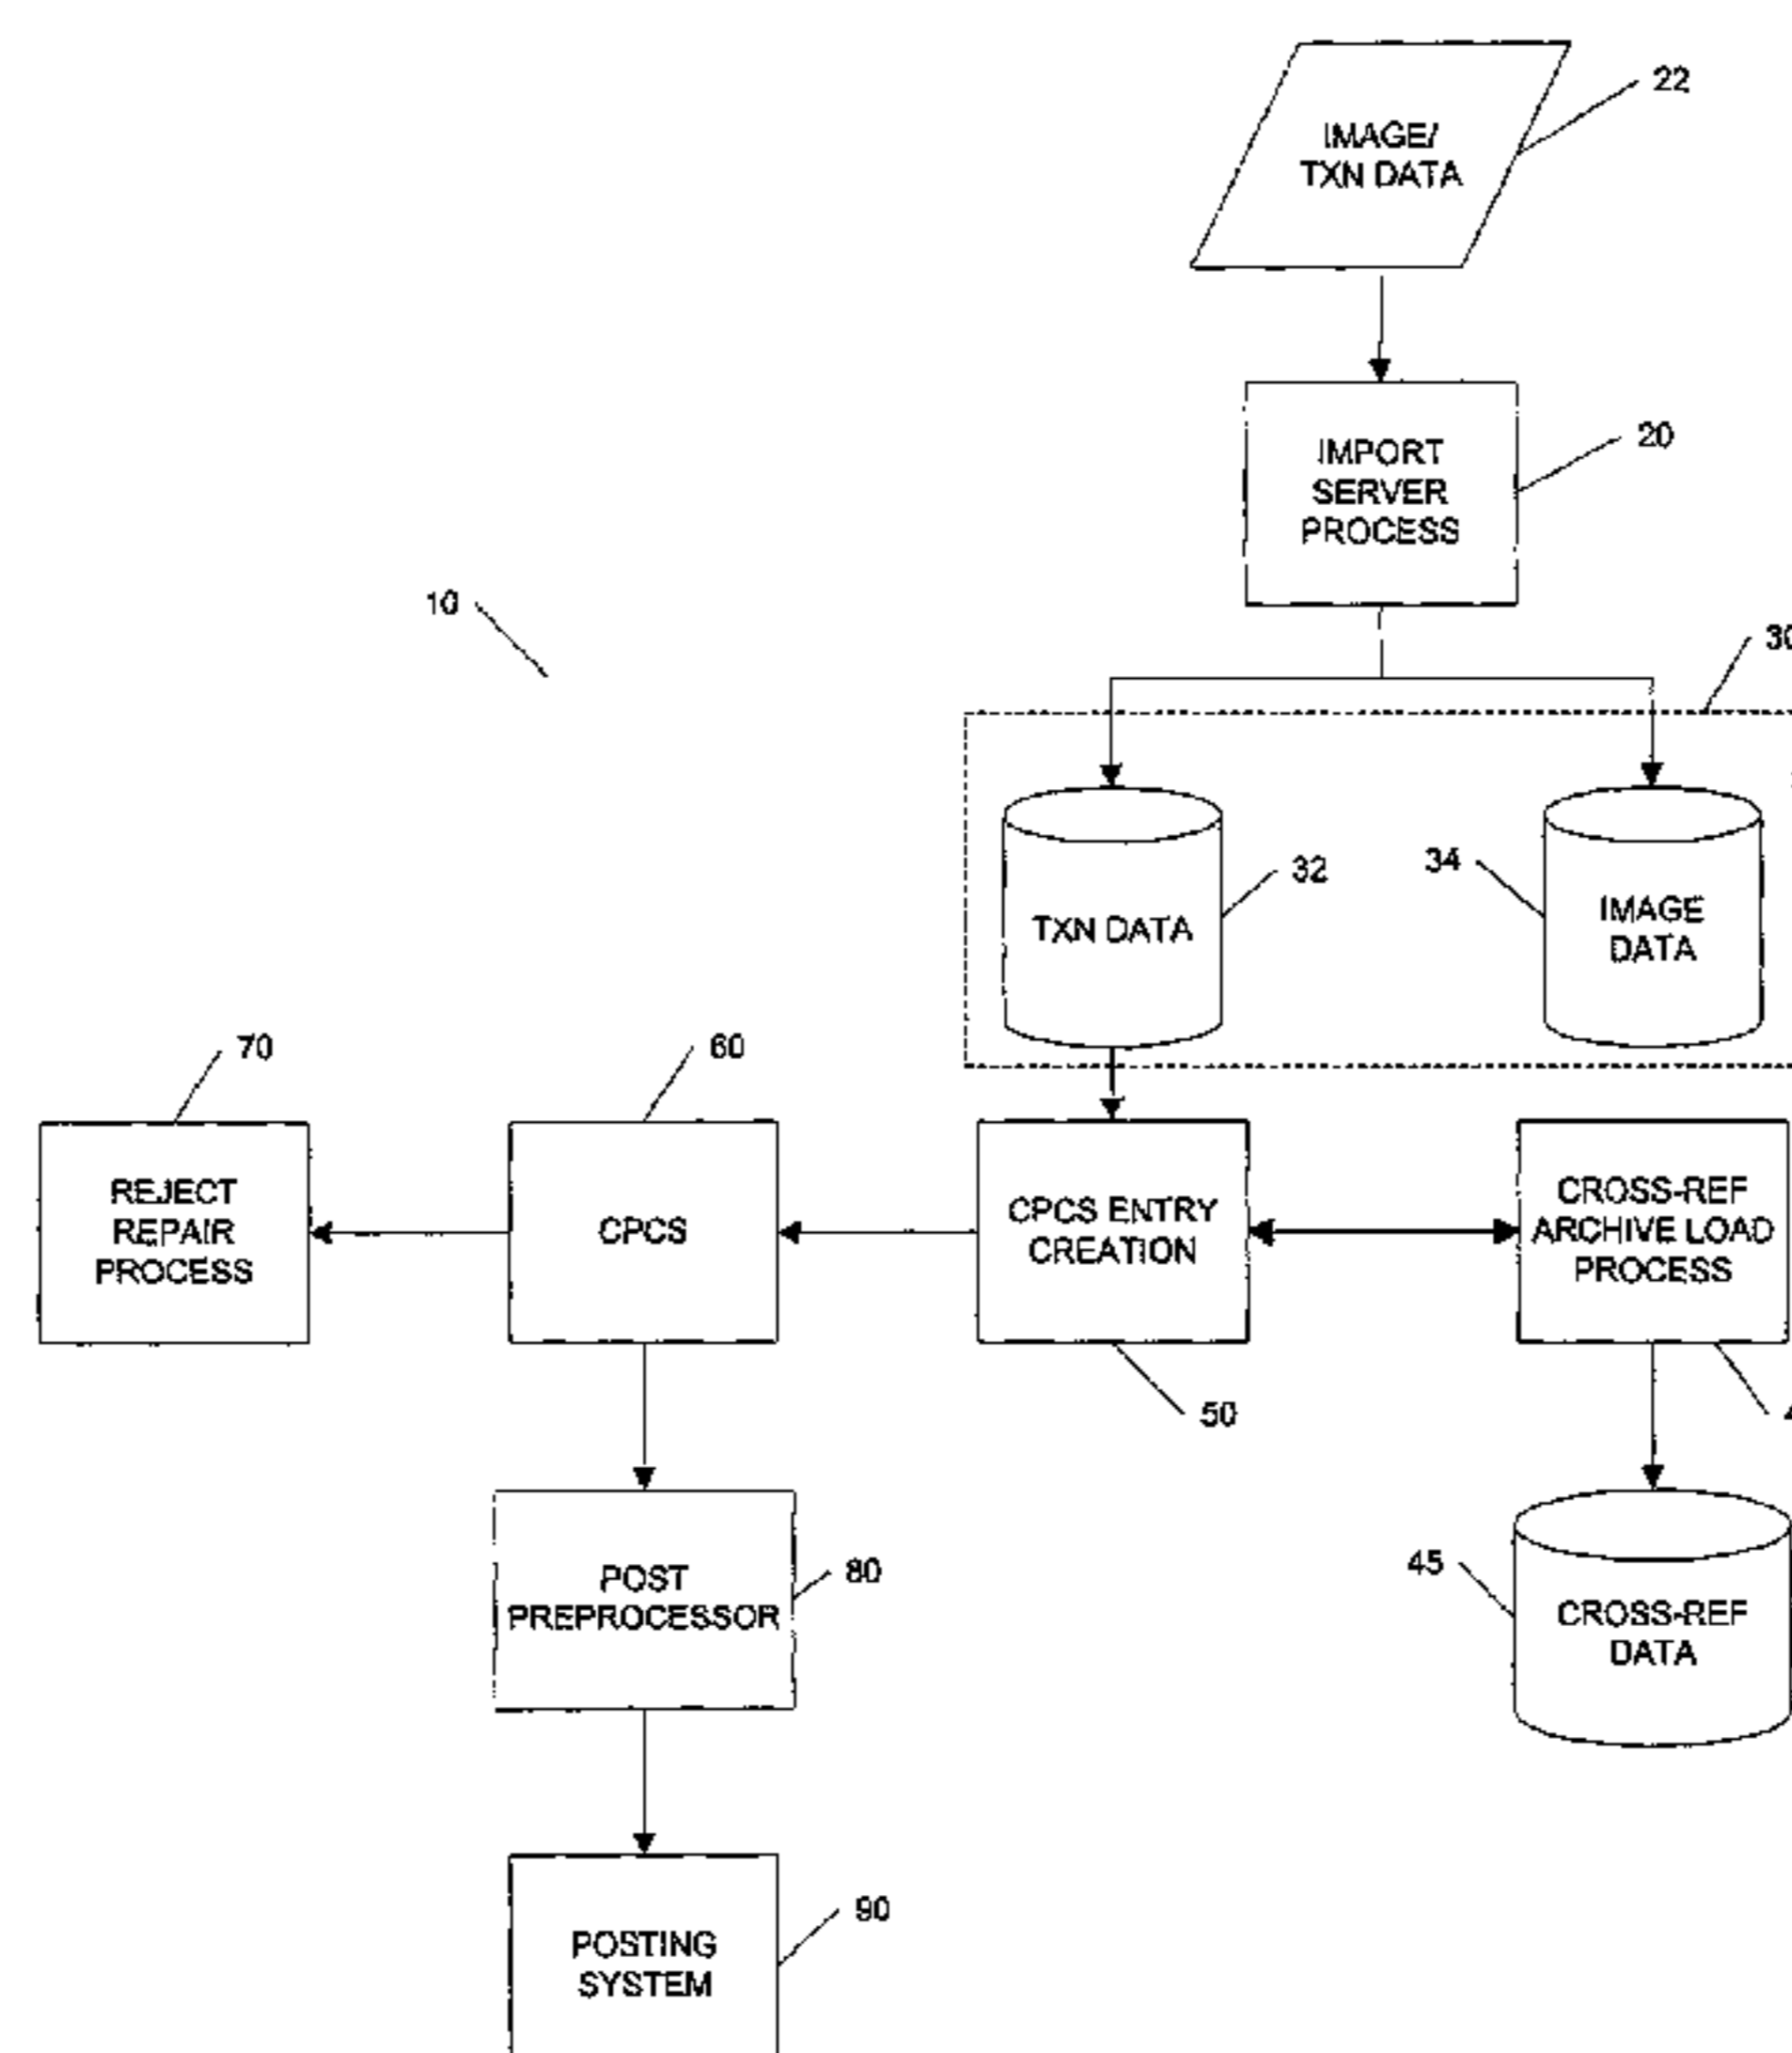 22
IMAGE/
TXN DATA
20
IMPORT
SERVER
PROCESS
10
30
32
34
TXN DATA
IMAGE
DATA
70
60
REJECT
REPAIR
PROCESS
CPCS
CPCS ENTRY
CREATION
CROSS-REF
ARCHIVE LOAD
PROCESS
50
80
POST
PREPROCESSOR
45
CROSS-REF
DATA
90
POSTING
SYSTEM